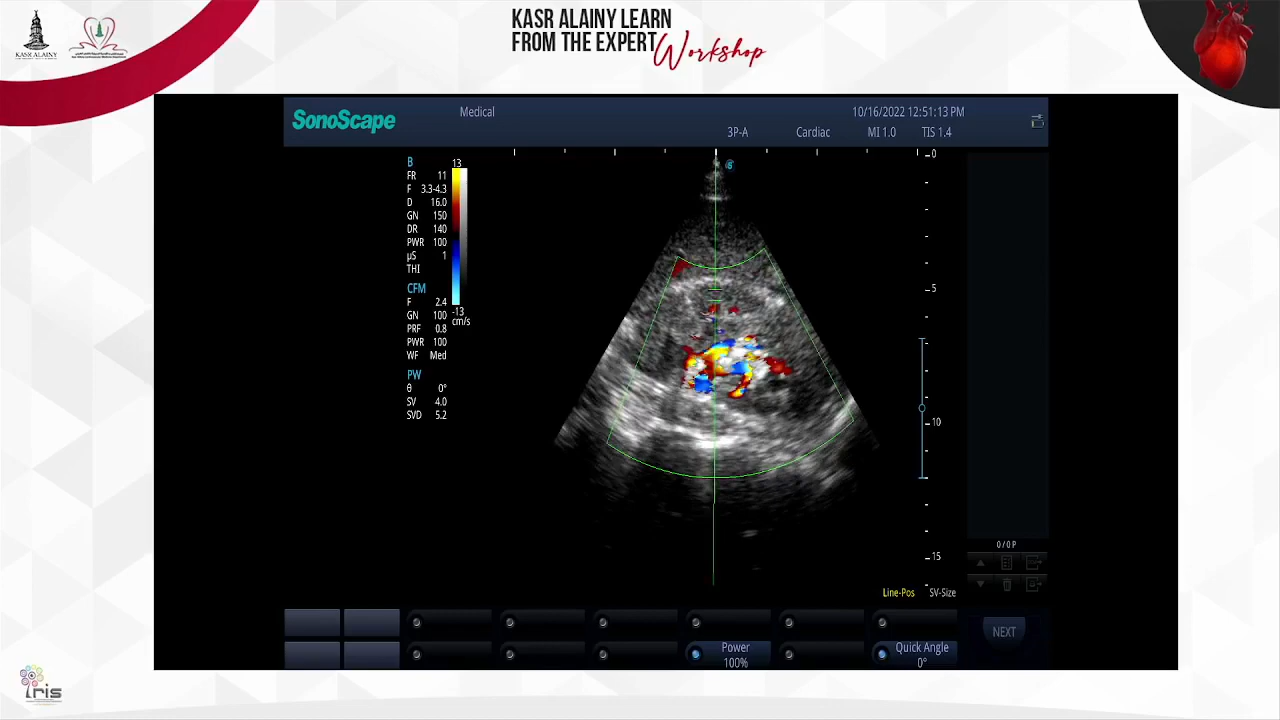 KASR ALAINY LEARN
FROM THE EXPERT Workshop
KASR ALAINY
SonoScape
Medical
10/16/2022 12:51:13 PM
3P-A Cardiac MI 1.0 TIS 1.4
B
FR 11
F 3.3-4.3
D 16.0
GN 150
DR 140
PWR 100
µS 1
THI
CFM
F 2.4
GN 100
PRF 0.8
PWR 100
WF Med
PW
θ 0°
SV 4.0
SVD 5.2
13
-13
cm/s
0
5
10
15
S
0/0P
Line-Pos SV-Size
Power
100%
Quick Angle
0°
NEXT
iris